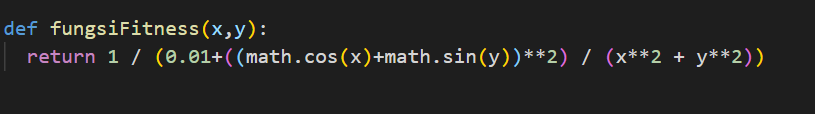 def fungsiFitness(x,y):
  return 1 / (0.01+((math.cos(x)+math.sin(y))**2) / (x**2 + y**2))